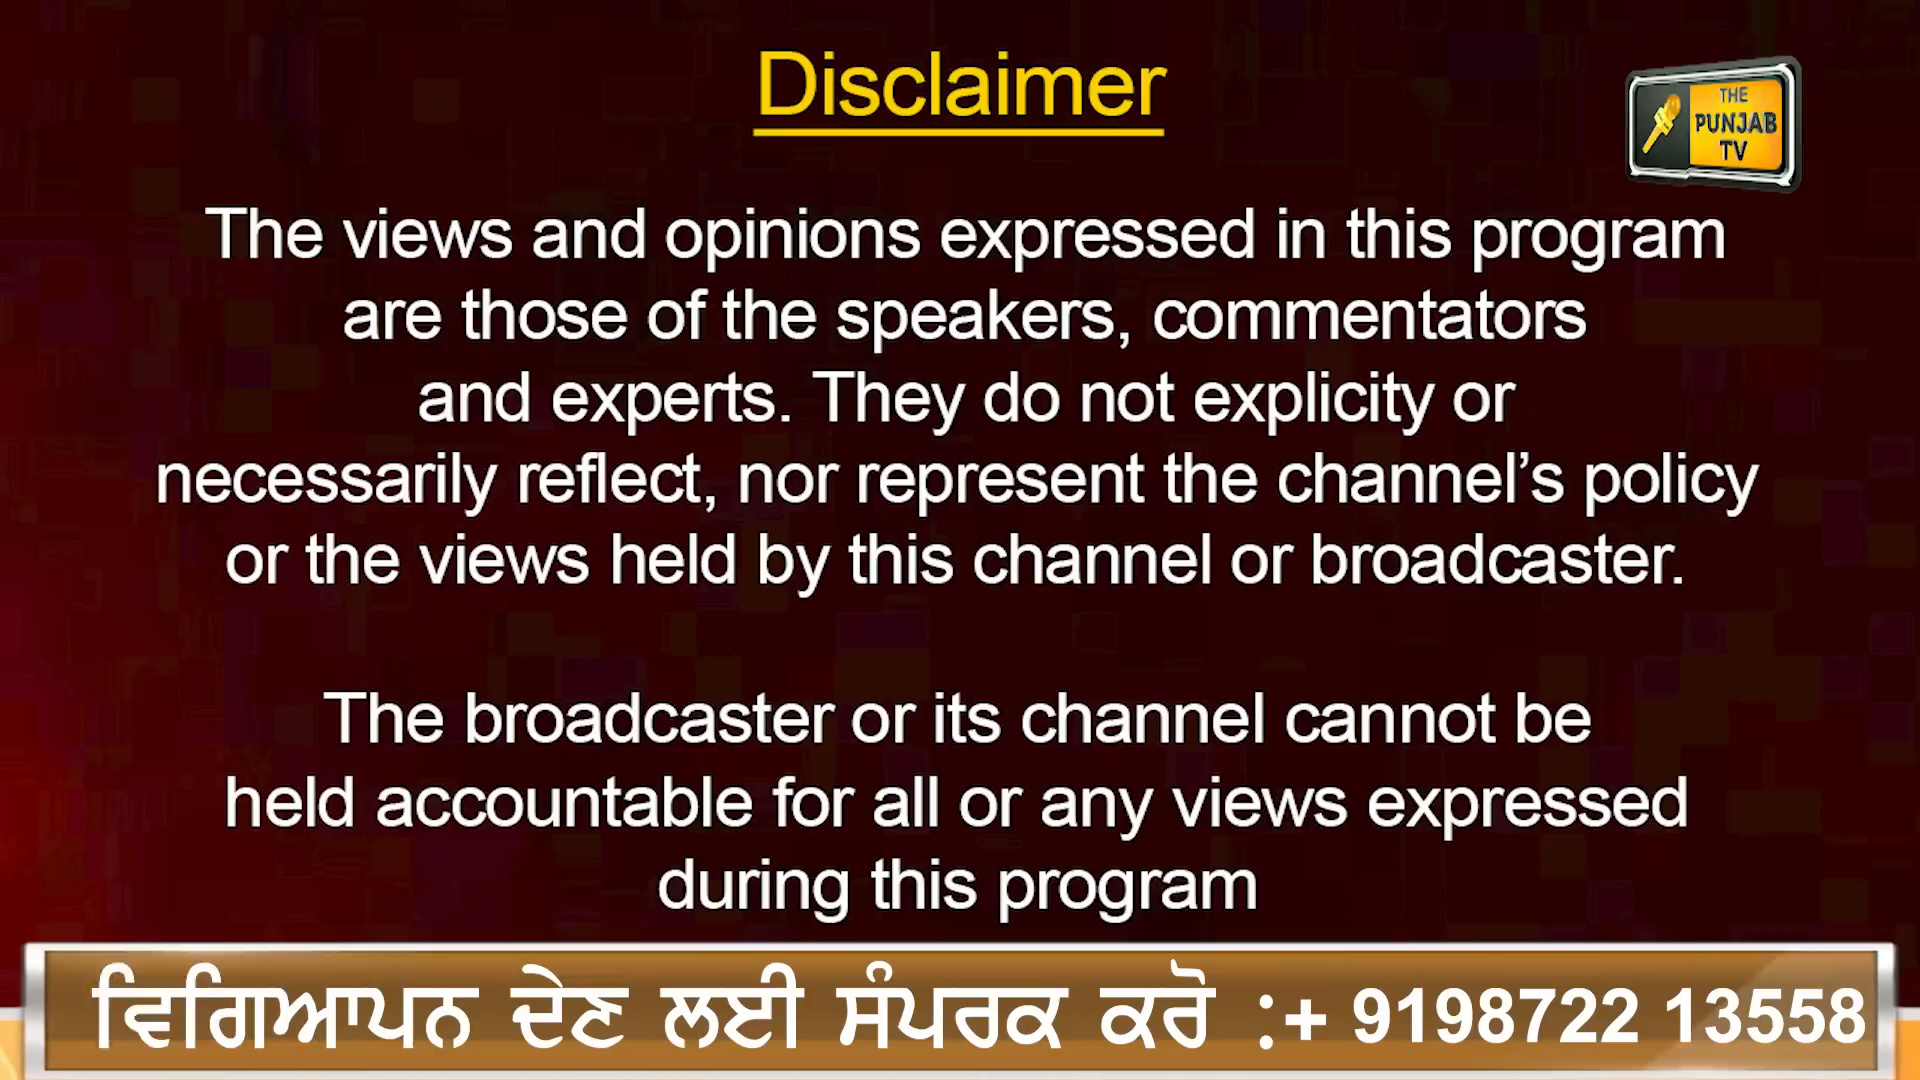 Disclaimer
THE
PUNJAB
TV
The views and opinions expressed in this program
are those of the speakers, commentators
and experts. They do not explicity or
necessarily reflect, nor represent the channel’s policy
or the views held by this channel or broadcaster.
The broadcaster or its channel cannot be
held accountable for all or any views expressed
during this program
ਵਿਗਿਆਪਨ ਦੇਣ ਲਈ ਸੰਪਰਕ ਕਰੋ :+ 9198722 13558